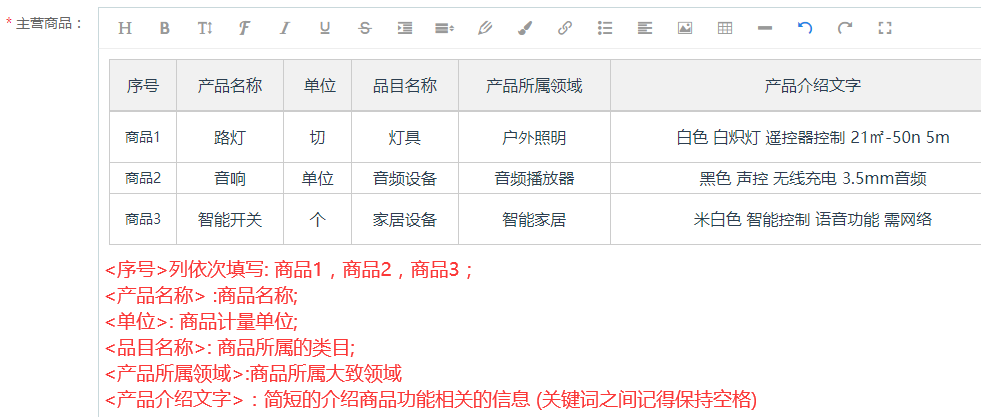 * 主营商品：
H B T F I U S
序号 产品名称 单位 品目名称 产品所属领域 产品介绍文字
商品1 路灯 切 灯具 户外照明 白色 白炽灯 遥控器控制 21㎡-50n 5m
商品2 音响 单位 音频设备 音频播放器 黑色 声控 无线充电 3.5mm音频
商品3 智能开关 个 家居设备 智能家居 米白色 智能控制 语音功能 需网络
<序号>列依次填写: 商品1，商品2，商品3；
<产品名称> :商品名称;
<单位>: 商品计量单位;
<品目名称>: 商品所属的类目;
<产品所属领域>:商品所属大致领域
<产品介绍文字>：简短的介绍商品功能相关的信息 (关键词之间记得保持空格)